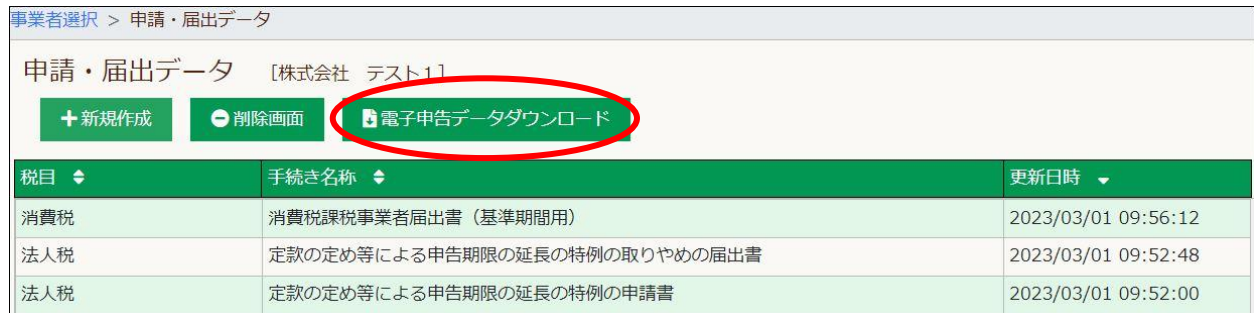 事業者選択 > 申請・届出データ
申請・届出データ [株式会社 テスト1]
新規作成 削除画面 電子申告データダウンロード
税目 手続き名称 更新日時
消費税 消費税課税事業者届出書（基準期間用） 2023/03/01 09:56:12
法人税 定款の定め等による申告期限の延長の特例の取りやめの届出書 2023/03/01 09:52:48
法人税 定款の定め等による申告期限の延長の特例の申請書 2023/03/01 09:52:00